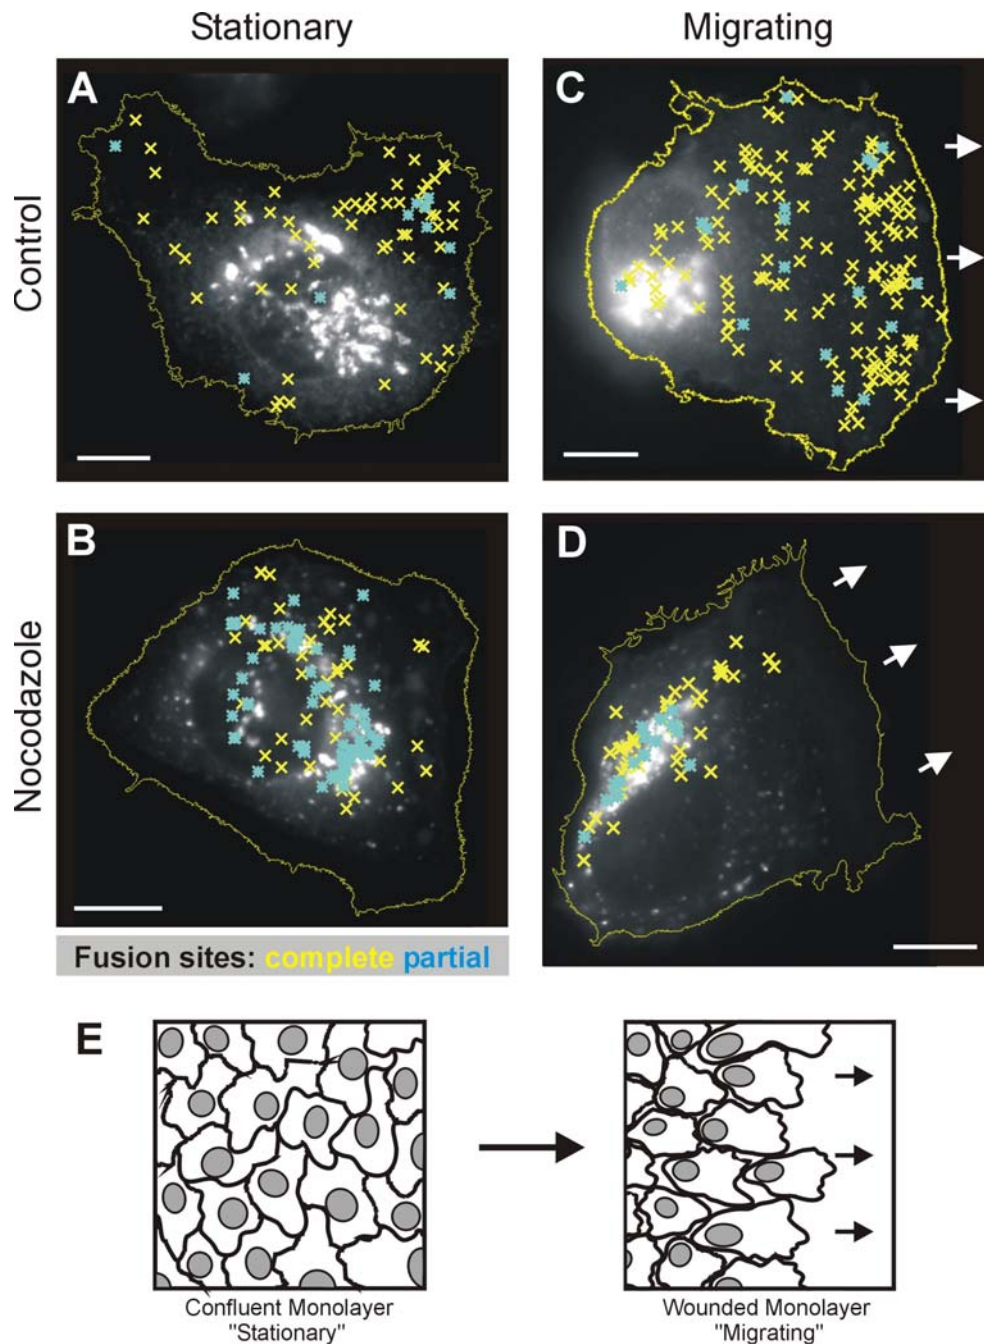 Stationary
Migrating
Control
A
C
Nocodazole
B
D
Fusion sites: complete partial
E
Confluent Monolayer
"Stationary"
Wounded Monolayer
"Migrating"